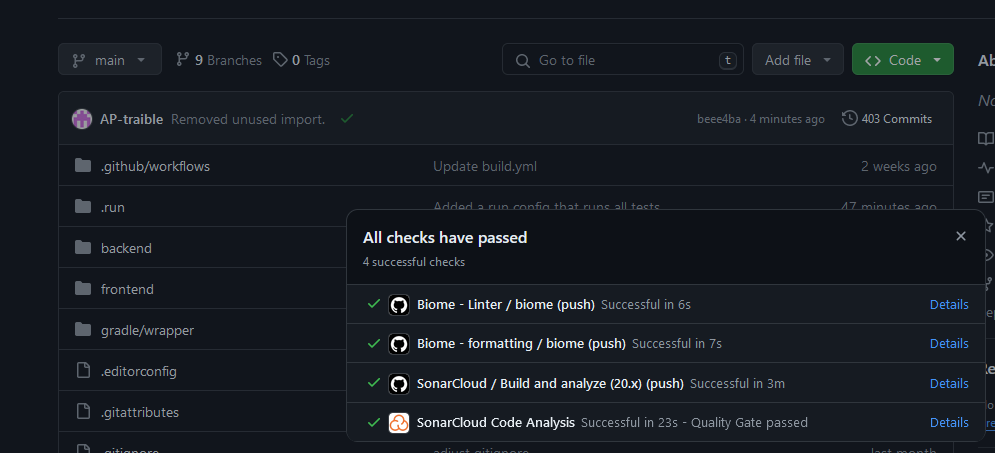 main 9 Branches 0 Tags Go to file t Add file Code
AP-traible Removed unused import. beee4ba · 4 minutes ago 403 Commits
.github/workflows Update build.yml 2 weeks ago
.run Added a run config that runs all tests 47 minutes ago
backend
frontend
gradle/wrapper
.editorconfig
.gitattributes
.gitignore adjust gitignore last month
All checks have passed
4 successful checks
Biome - Linter / biome (push) Successful in 6s Details
Biome - formatting / biome (push) Successful in 7s Details
SonarCloud / Build and analyze (20.x) (push) Successful in 3m Details
SonarCloud Code Analysis Successful in 23s - Quality Gate passed Details
Ab
No